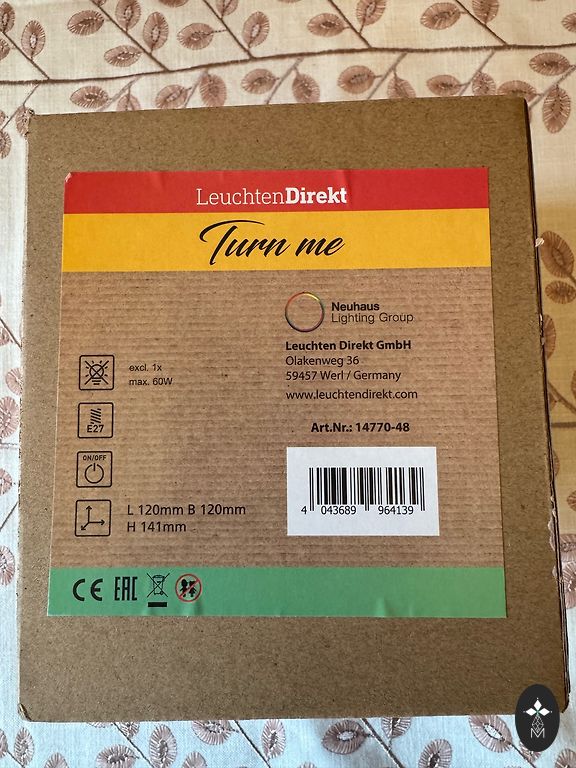 LeuchtenDirekt
Turn me
Neuhaus
Lighting Group
Leuchten Direkt GmbH
Olakenweg 36
59457 Werl / Germany
www.leuchtendirekt.com
Art.Nr.: 14770-48
excl. 1x
max. 60W
E27
ON/OFF
L 120mm B 120mm
H 141mm
4 043689 964139
CE EAC
M